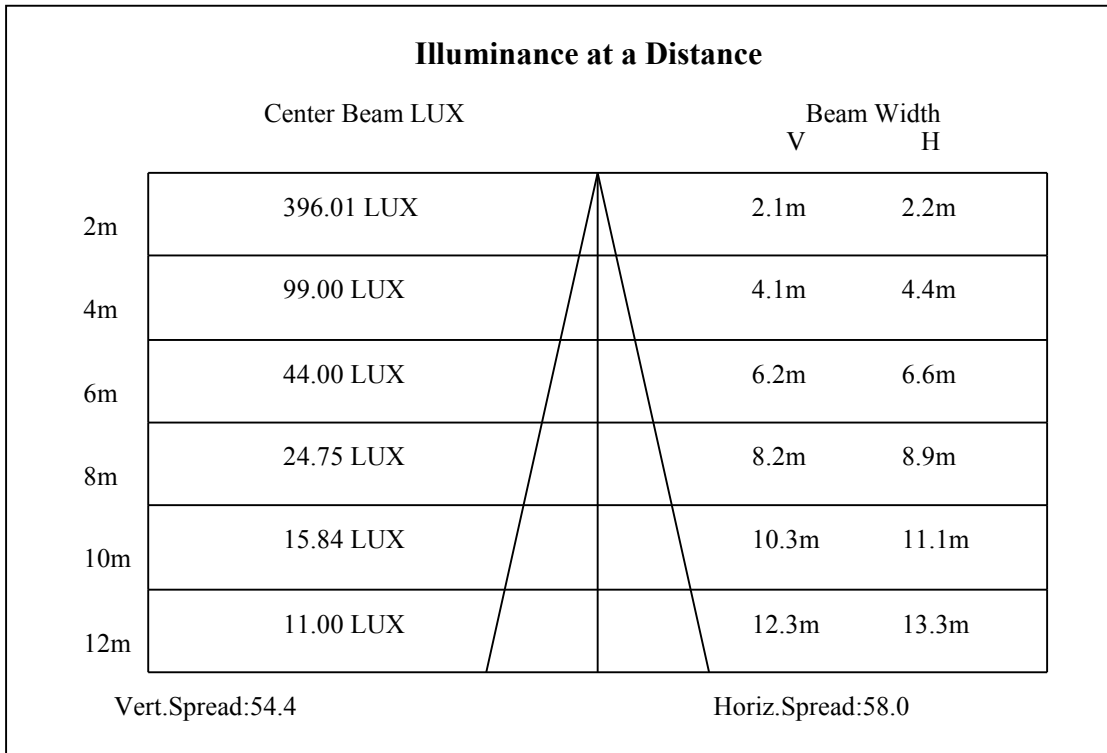 Illuminance at a Distance
Center Beam LUX Beam Width
V H
2m 396.01 LUX 2.1m 2.2m
4m 99.00 LUX 4.1m 4.4m
6m 44.00 LUX 6.2m 6.6m
8m 24.75 LUX 8.2m 8.9m
10m 15.84 LUX 10.3m 11.1m
12m 11.00 LUX 12.3m 13.3m
Vert.Spread:54.4 Horiz.Spread:58.0